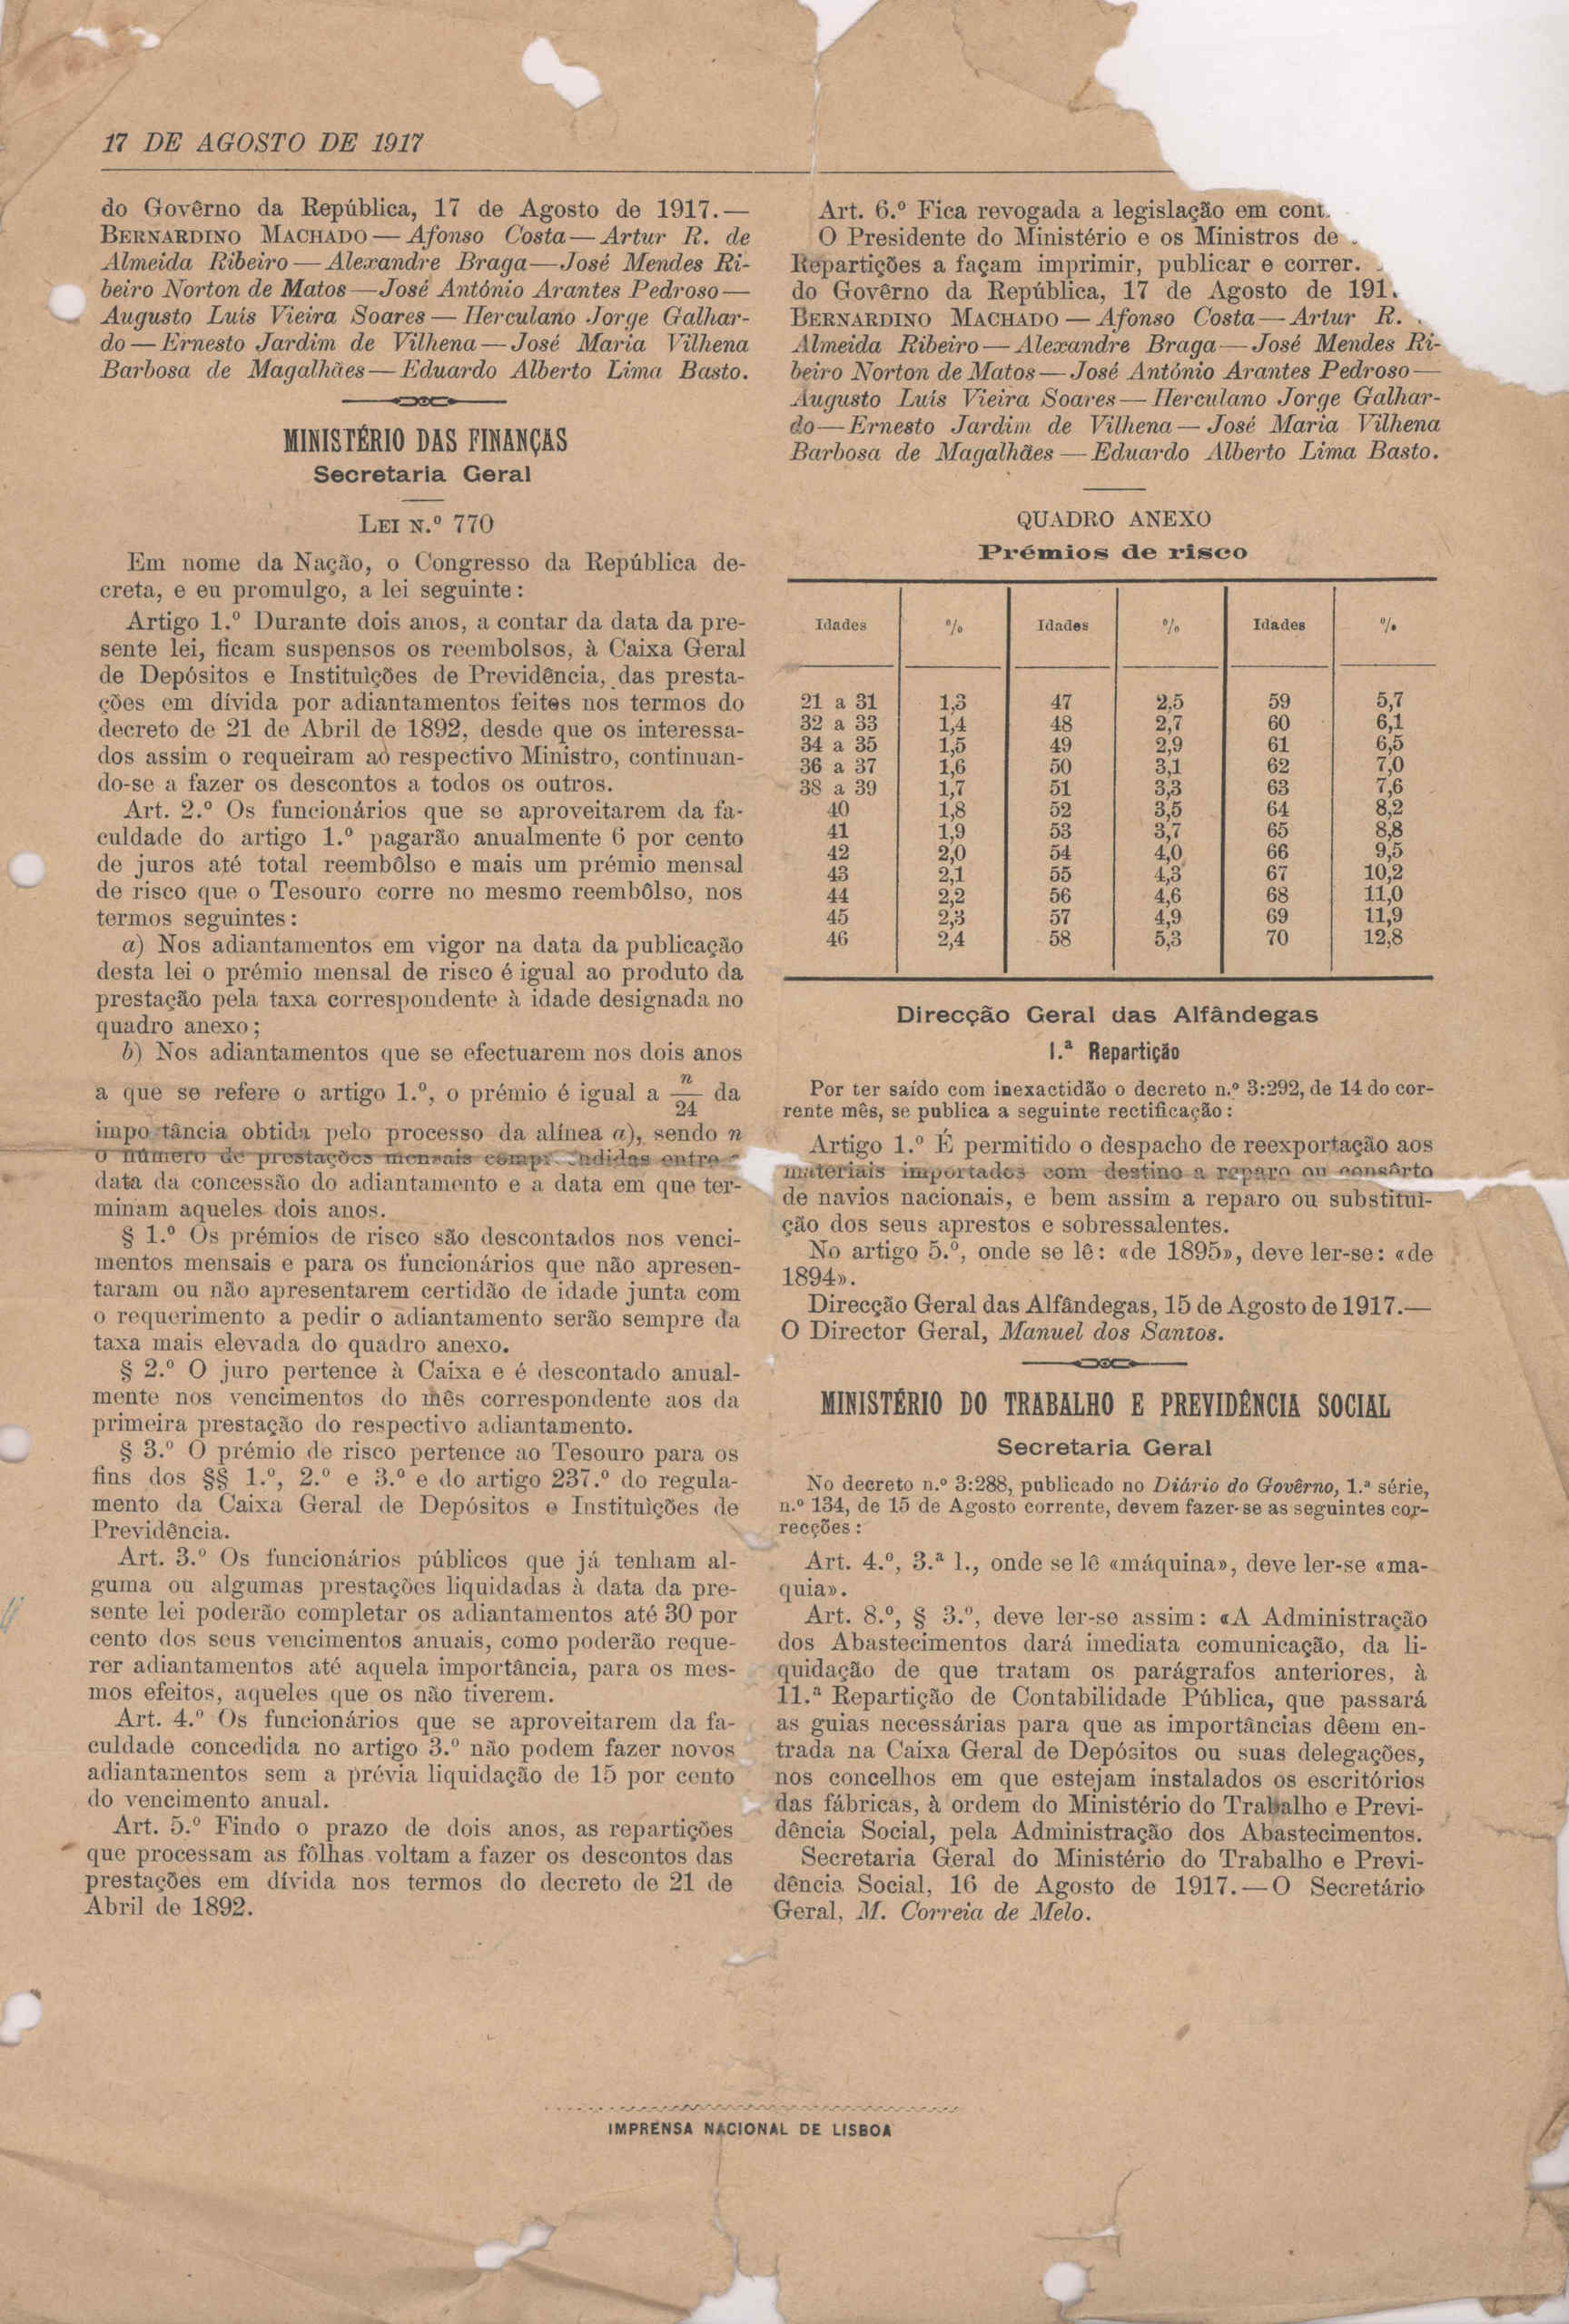 17 DE AGOSTO DE 1917
do Govêrno da República, 17 de Agosto de 1917.—
BERNARDINO MACHADO — Afonso Costa — Artur R. de
Almeida Ribeiro — Alexandre Braga — José Mendes Ri-
beiro Norton de Matos — José António Arantes Pedroso —
Augusto Luís Vieira Soares — Herculano Jorge Galhar-
do — Ernesto Jardim de Vilhena — José Maria Vilhena
Barbosa de Magalhães — Eduardo Alberto Lima Basto.
MINISTÉRIO DAS FINANÇAS
Secretaria Geral
LEI N.º 770
Em nome da Nação, o Congresso da República de-
creta, e eu promulgo, a lei seguinte:
Artigo 1.º Durante dois anos, a contar da data da pre-
sente lei, ficam suspensos os reembolsos, à Caixa Geral
de Depósitos e Instituìções de Previdência, das presta-
ções em dívida por adiantamentos feitos nos termos do
decreto de 21 de Abril de 1892, desde que os interessa-
dos assim o requeiram ao respectivo Ministro, continuan-
do-se a fazer os descontos a todos os outros.
Art. 2.º Os funcionários que se aproveitarem da fa-
culdade do artigo 1.º pagarão anualmente 6 por cento
de juros até total reembôlso e mais um prémio mensal
de risco que o Tesouro corre no mesmo reembôlso, nos
termos seguintes:
a) Nos adiantamentos em vigor na data da publicação
desta lei o prémio mensal de risco é igual ao produto da
prestação pela taxa correspondente à idade designada no
quadro anexo;
b) Nos adiantamentos que se efectuarem nos dois anos
a que se refere o artigo 1.º, o prémio é igual a n/24 da
importância obtida pelo processo da alínea a), sendo n
o número de prestações mensais compreendidas entre a
data da concessão do adiantamento e a data em que ter-
minam aqueles dois anos.
§ 1.º Os prémios de risco são descontados nos venci-
mentos mensais e para os funcionários que não apresen-
taram ou não apresentarem certidão de idade junta com
o requerimento a pedir o adiantamento serão sempre da
taxa mais elevada do quadro anexo.
§ 2.º O juro pertence à Caixa e é descontado anual-
mente nos vencimentos do mês correspondente aos da
primeira prestação do respectivo adiantamento.
§ 3.º O prémio de risco pertence ao Tesouro para os
fins dos §§ 1.º, 2.º e 3.º e do artigo 237.º do regula-
mento da Caixa Geral de Depósitos e Instituìções de
Previdência.
Art. 3.º Os funcionários públicos que já tenham al-
guma ou algumas prestações liquidadas à data da pre-
sente lei poderão completar os adiantamentos até 30 por
cento dos seus vencimentos anuais, como poderão reque-
rer adiantamentos até aquela importância, para os mes-
mos efeitos, aqueles que os não tiverem.
Art. 4.º Os funcionários que se aproveitarem da fa-
culdade concedida no artigo 3.º não podem fazer novos
adiantamentos sem a prévia liquidação de 15 por cento
do vencimento anual.
Art. 5.º Findo o prazo de dois anos, as repartições
que processam as fôlhas voltam a fazer os descontos das
prestações em dívida nos termos do decreto de 21 de
Abril de 1892.
Art. 6.º Fica revogada a legislação em
O Presidente do Ministério e os Ministros de
Repartições a façam imprimir, publicar e correr.
do Govêrno da República, 17 de Agosto de 191
BERNARDINO MACHADO — Afonso Costa — Artur R.
Almeida Ribeiro — Alexandre Braga — José Mendes Ri-
beiro Norton de Matos — José António Arantes Pedroso —
Augusto Luís Vieira Soares — Herculano Jorge Galhar-
do — Ernesto Jardim de Vilhena — José Maria Vilhena
Barbosa de Magalhães — Eduardo Alberto Lima Basto.
QUADRO ANEXO
Prémios de risco
Idades % Idades % Idades %
21 a 31 1,3 47 2,5 59 5,7
32 a 33 1,4 48 2,7 60 6,1
34 a 35 1,5 49 2,9 61 6,5
36 a 37 1,6 50 3,1 62 7,0
38 a 39 1,7 51 3,3 63 7,6
40 1,8 52 3,5 64 8,2
41 1,9 53 3,7 65 8,8
42 2,0 54 4,0 66 9,5
43 2,1 55 4,3 67 10,2
44 2,2 56 4,6 68 11,0
45 2,3 57 4,9 69 11,9
46 2,4 58 5,3 70 12,8
Direcção Geral das Alfândegas
1.ª Repartição
Por ter saído com inexactidão o decreto n.º 3:292, de 14 do cor-
rente mês, se publica a seguinte rectificação:
Artigo 1.º É permitido o despacho de reexportação aos
materiais importados com destino a reparo ou consêrto
de navios nacionais, e bem assim a reparo ou substituì-
ção dos seus aprestos e sobressalentes.
No artigo 5.º, onde se lê: «de 1895», deve ler-se: «de
1894».
Direcção Geral das Alfândegas, 15 de Agosto de 1917.—
O Director Geral, Manuel dos Santos.
MINISTÉRIO DO TRABALHO E PREVIDÊNCIA SOCIAL
Secretaria Geral
No decreto n.º 3:288, publicado no Diário do Govêrno, 1.ª série,
n.º 134, de 15 de Agosto corrente, devem fazer-se as seguintes cor-
recções:
Art. 4.º, 3.ª l., onde se lê «máquina», deve ler-se «ma-
quia».
Art. 8.º, § 3.º, deve ler-se assim: «A Administração
dos Abastecimentos dará imediata comunicação, da li-
quidação de que tratam os parágrafos anteriores, à
11.ª Repartição de Contabilidade Pública, que passará
as guias necessárias para que as importâncias dêem en-
trada na Caixa Geral de Depósitos ou suas delegações,
nos concelhos em que estejam instalados os escritórios
das fábricas, à ordem do Ministério do Trabalho e Previ-
dência Social, pela Administração dos Abastecimentos.
Secretaria Geral do Ministério do Trabalho e Previ-
dência Social, 16 de Agosto de 1917.—O Secretário
Geral, M. Correia de Melo.
IMPRENSA NACIONAL DE LISBOA